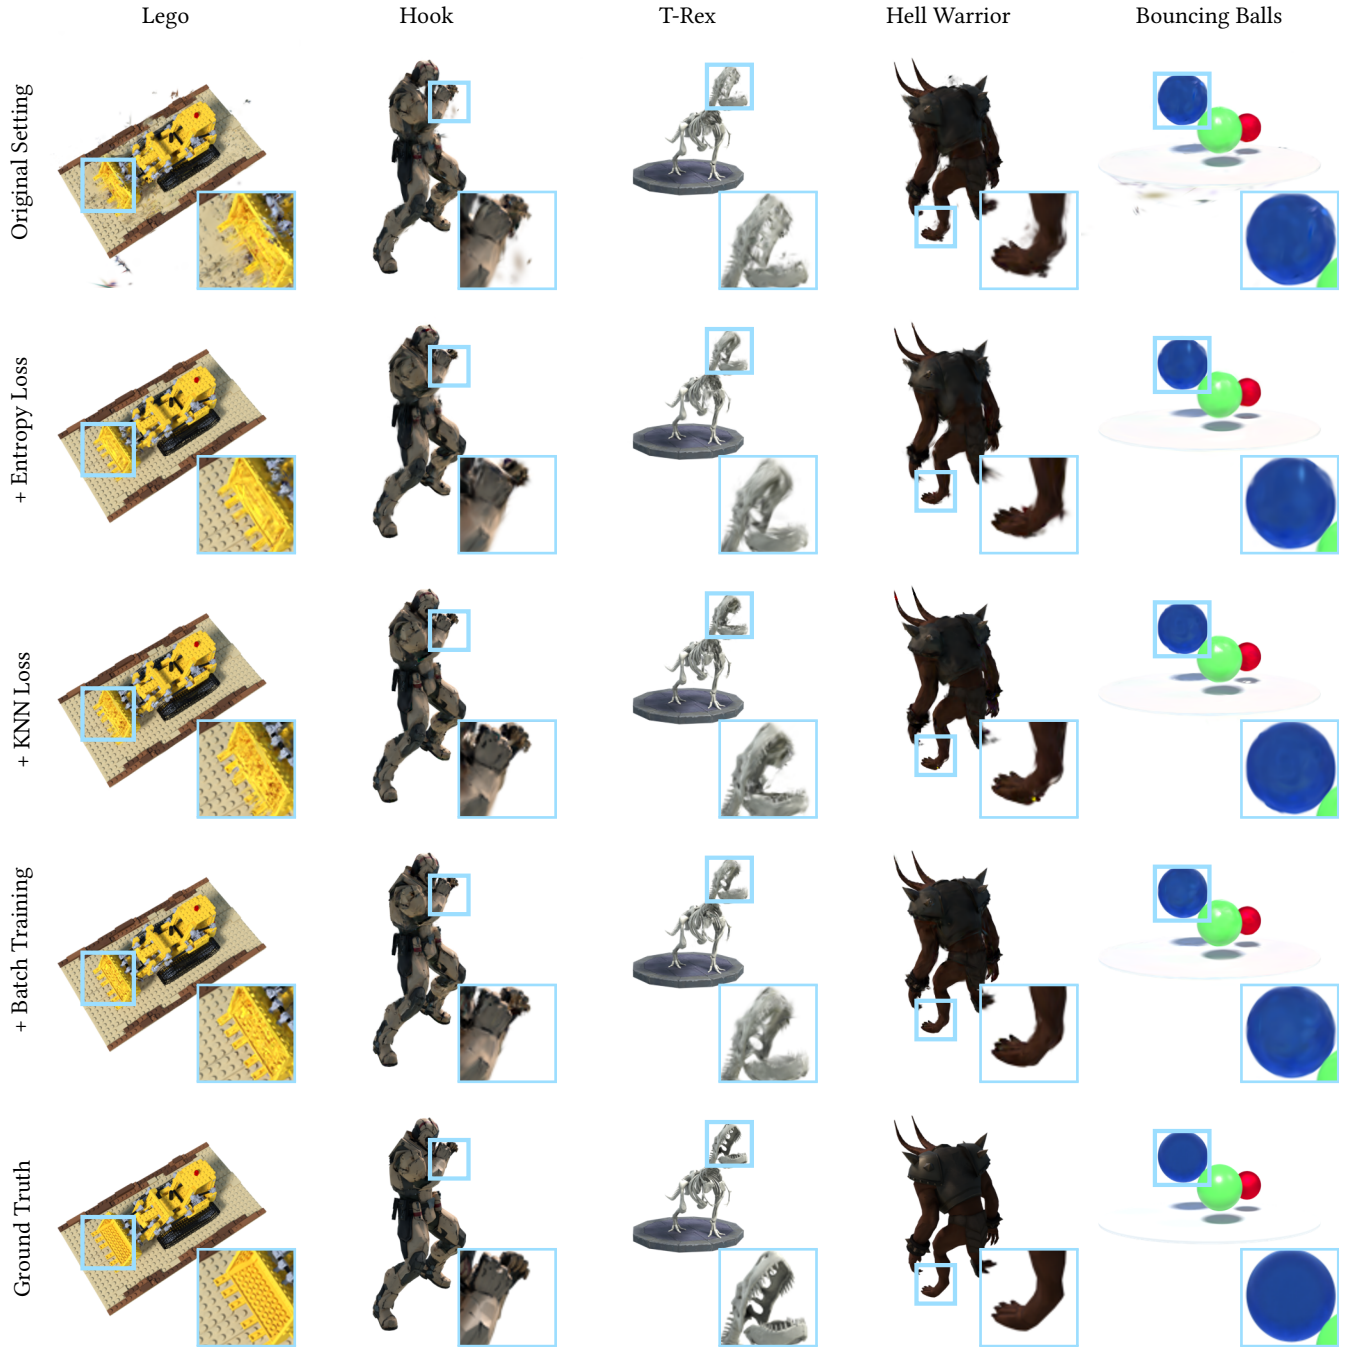 Lego
Hook
T-Rex
Hell Warrior
Bouncing Balls
Original Setting
+ Entropy Loss
+ KNN Loss
+ Batch Training
Ground Truth